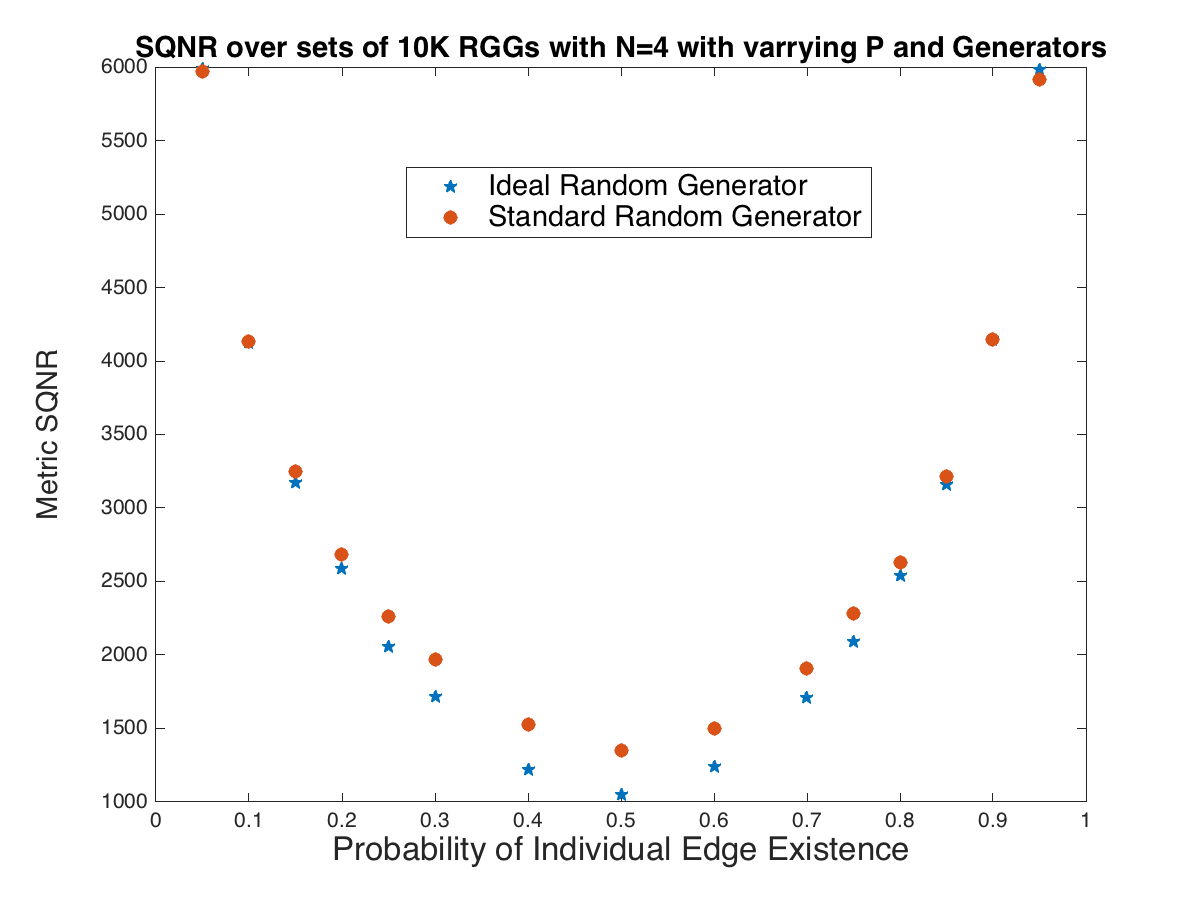 SQNR over sets of 10K RGGs with N=4 with varrying P and Generators
6000
5500
5000
4500
4000
3500
3000
2500
2000
1500
1000
Metric SQNR
Ideal Random Generator
Standard Random Generator
0 0.1 0.2 0.3 0.4 0.5 0.6 0.7 0.8 0.9 1
Probability of Individual Edge Existence